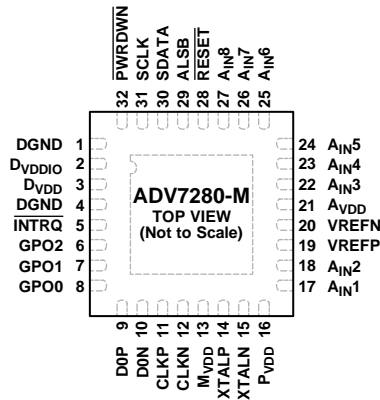 32 PWRDWN
31 SCLK
30 SDATA
29 ALSB
28 RESET
27 AIN8
26 AIN7
25 AIN6
DGND 1
DVDDIO 2
DVDD 3
DGND 4
INTRQ 5
GPO2 6
GPO1 7
GPO0 8
ADV7280-M
TOP VIEW
(Not to Scale)
24 AIN5
23 AIN4
22 AIN3
21 AVDD
20 VREFN
19 VREFP
18 AIN2
17 AIN1
D0P 9
D0N 10
CLKP 11
CLKN 12
MVDD 13
XTALP 14
XTALN 15
PVDD 16